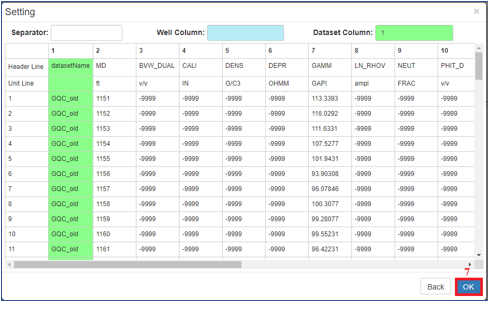 Setting ×
Separator: Well Column: Dataset Column: 1
1 2 3 4 5 6 7 8 9 10
Header Line datasetName MD BVW_DUAL CALI DENS DEPR GAMM LN_RHOV NEUT PHIT_D
Unit Line ft v/v IN G/C3 OHMM GAPI ampl FRAC v/v
1 GQC_old 1151 -9999 -9999 -9999 -9999 113.3393 -9999 -9999 -9999
2 GQC_old 1152 -9999 -9999 -9999 -9999 116.0292 -9999 -9999 -9999
3 GQC_old 1153 -9999 -9999 -9999 -9999 111.6331 -9999 -9999 -9999
4 GQC_old 1154 -9999 -9999 -9999 -9999 107.5277 -9999 -9999 -9999
5 GQC_old 1155 -9999 -9999 -9999 -9999 101.9431 -9999 -9999 -9999
6 GQC_old 1156 -9999 -9999 -9999 -9999 93.90308 -9999 -9999 -9999
7 GQC_old 1157 -9999 -9999 -9999 -9999 96.07846 -9999 -9999 -9999
8 GQC_old 1158 -9999 -9999 -9999 -9999 100.3077 -9999 -9999 -9999
9 GQC_old 1159 -9999 -9999 -9999 -9999 99.28077 -9999 -9999 -9999
10 GQC_old 1160 -9999 -9999 -9999 -9999 99.55231 -9999 -9999 -9999
11 GQC_old 1161 -9999 -9999 -9999 -9999 96.42231 -9999 -9999 -9999
7
Back OK